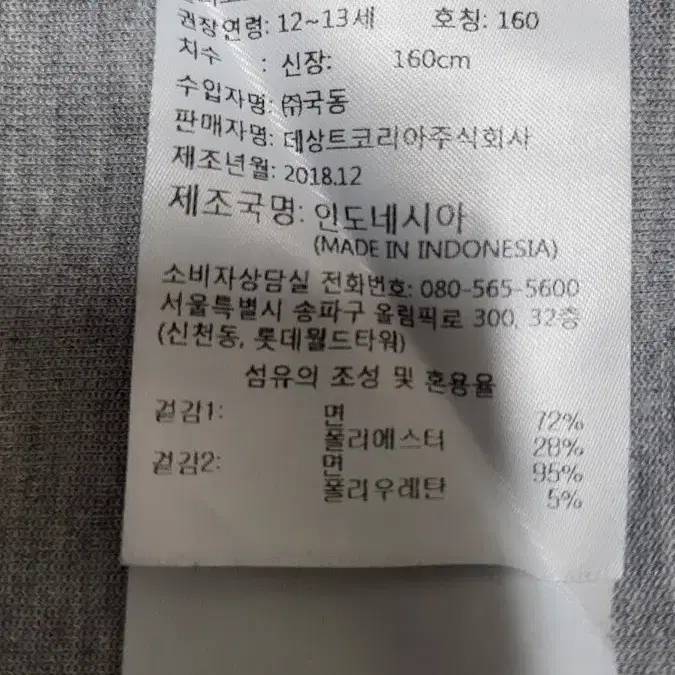 권장연령: 12~13세 호칭: 160
치수 : 신장: 160cm
수입자명: ㈜국동
판매자명: 데상트코리아주식회사
제조년월: 2018.12
제조국명: 인도네시아
(MADE IN INDONESIA)
소비자상담실 전화번호: 080-565-5600
서울특별시 송파구 올림픽로 300, 32층
(신천동, 롯데월드타워)
섬유의 조성 및 혼용율
겉감1: 면 72%
폴리에스터 28%
겉감2: 면 95%
폴리우레탄 5%